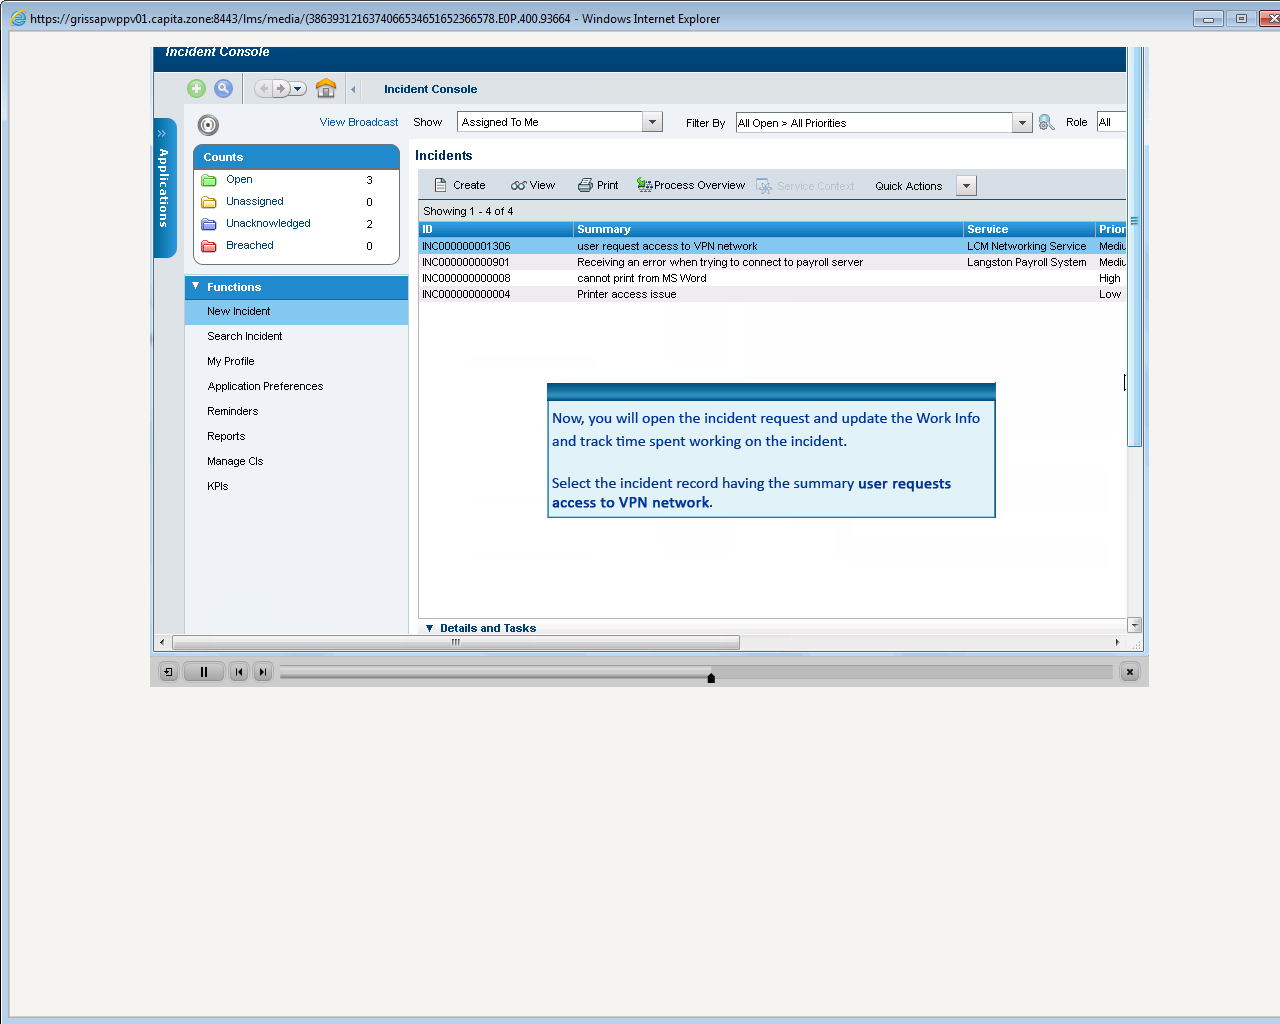 https://grissapwppv01.capita.zone:8443/lms/media/(3863931216374066534651652366578.E0P.400.93664 - Windows Internet Explorer
Incident Console
Incident Console
View Broadcast Show Assigned To Me Filter By All Open > All Priorities Role All
Applications
Counts
Open 3
Unassigned 0
Unacknowledged 2
Breached 0
Functions
New Incident
Search Incident
My Profile
Application Preferences
Reminders
Reports
Manage CIs
KPIs
Incidents
Create View Print Process Overview Service Context Quick Actions
Showing 1 - 4 of 4
ID Summary Service Prior
INC000000001306 user request access to VPN network LCM Networking Service Mediu
INC000000000901 Receiving an error when trying to connect to payroll server Langston Payroll System Mediu
INC000000000008 cannot print from MS Word High
INC000000000004 Printer access issue Low
Now, you will open the incident request and update the Work Info
and track time spent working on the incident.
Select the incident record having the summary user requests
access to VPN network.
Details and Tasks